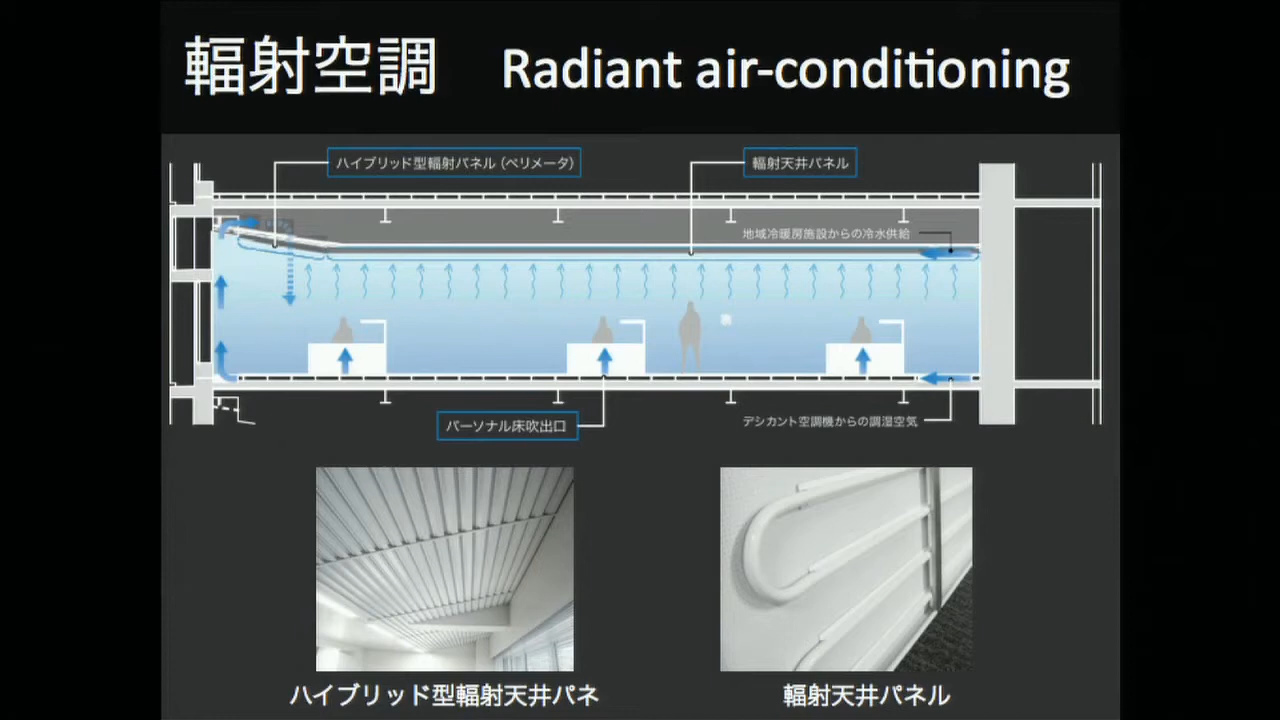 輻射空調 Radiant air-conditioning
ハイブリッド型輻射パネル（ペリメータ）
輻射天井パネル
地域冷暖房施設からの冷水供給
パーソナル床吹出口
デシカント空調機からの調湿空気
ハイブリッド型輻射天井パネ
輻射天井パネル